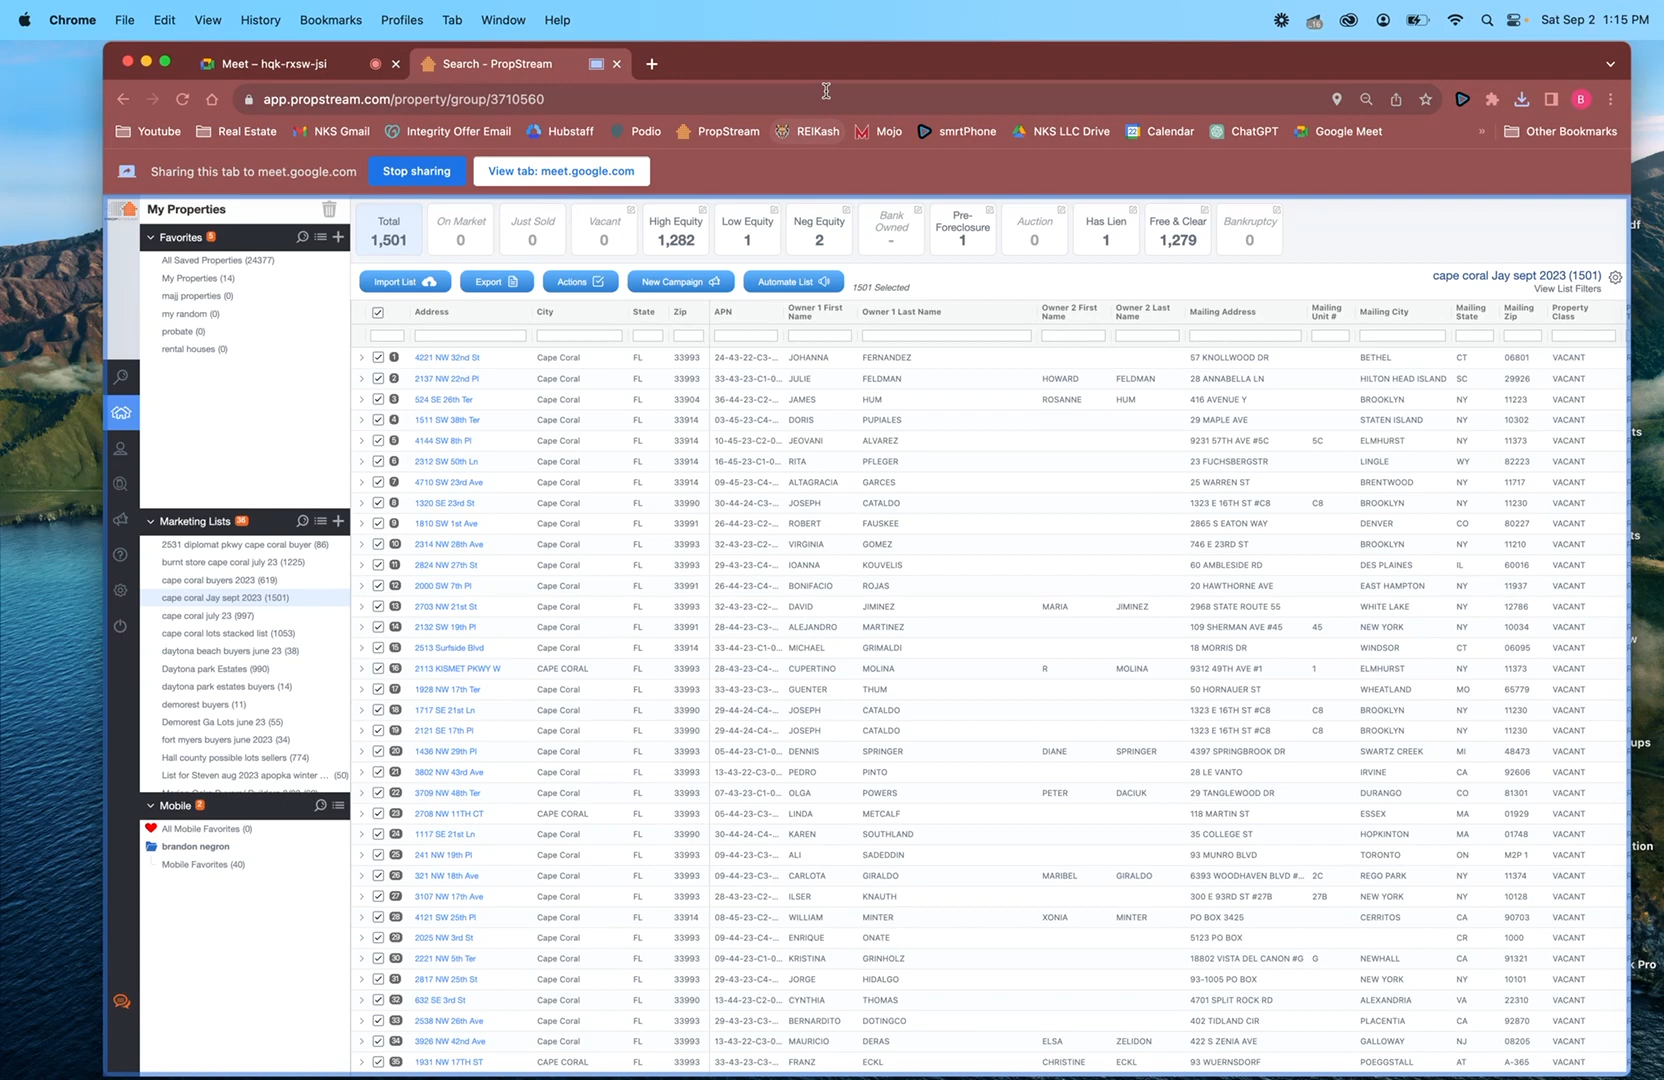 Chrome File Edit View History Bookmarks Profiles Tab Window Help Sat Sep 2 1:15 PM
Meet – hqk-rxsw-jsi Search - PropStream
app.propstream.com/property/group/3710560
Youtube Real Estate NKS Gmail Integrity Offer Email Hubstaff Podio PropStream REIKash Mojo smrtPhone NKS LLC Drive Calendar ChatGPT Google Meet » Other Bookmarks
Sharing this tab to meet.google.com Stop sharing View tab: meet.google.com
My Properties
Favorites 5
All Saved Properties (24377)
My Properties (14)
majj properties (0)
my random (0)
probate (0)
rental houses (0)
Marketing Lists 36
2531 diplomat pkwy cape coral buyer (86)
burnt store cape coral july 23 (1225)
cape coral buyers 2023 (619)
cape coral Jay sept 2023 (1501)
cape coral july 23 (997)
cape coral lots stacked list (1053)
daytona beach buyers june 23 (38)
Daytona park Estates (990)
daytona park estates buyers (14)
demorest buyers (11)
Demorest Ga Lots june 23 (55)
fort myers buyers june 2023 (34)
Hall county possible lots sellers (774)
List for Steven aug 2023 apopka winter ... (50)
Mobile 2
All Mobile Favorites (0)
brandon negron
Mobile Favorites (40)
Total 1,501
On Market 0
Just Sold 0
Vacant 0
High Equity 1,282
Low Equity 1
Neg Equity 2
Bank Owned -
Pre-Foreclosure 1
Auction 0
Has Lien 1
Free & Clear 1,279
Bankruptcy 0
Import List Export Actions New Campaign Automate List 1501 Selected
cape coral Jay sept 2023 (1501)
View List Filters
Address City State Zip APN Owner 1 First Name Owner 1 Last Name Owner 2 First Name Owner 2 Last Name Mailing Address Mailing Unit # Mailing City Mailing State Mailing Zip Property Class
1 4221 NW 32nd St Cape Coral FL 33993 24-43-22-C3-... JOHANNA FERNANDEZ 57 KNOLLWOOD DR BETHEL CT 06801 VACANT
2 2137 NW 22nd Pl Cape Coral FL 33993 33-43-23-C1-0... JULIE FELDMAN HOWARD FELDMAN 28 ANNABELLA LN HILTON HEAD ISLAND SC 29926 VACANT
3 524 SE 26th Ter Cape Coral FL 33904 36-44-23-C2-... JAMES HUM ROSANNE HUM 416 AVENUE Y BROOKLYN NY 11223 VACANT
4 1511 SW 38th Ter Cape Coral FL 33914 03-45-23-C4-... DORIS PUPIALES 29 MAPLE AVE STATEN ISLAND NY 10302 VACANT
5 4144 SW 8th Pl Cape Coral FL 33914 10-45-23-C2-0... JEOVANI ALVAREZ 9231 57TH AVE #5C 5C ELMHURST NY 11373 VACANT
6 2312 SW 50th Ln Cape Coral FL 33914 16-45-23-C1-0... RITA PFLEGER 23 FUCHSBERGSTR LINGLE WY 82223 VACANT
7 4710 SW 23rd Ave Cape Coral FL 33914 09-45-23-C4-... ALTAGRACIA GARCES 25 WARREN ST BRENTWOOD NY 11717 VACANT
8 1320 SE 23rd St Cape Coral FL 33990 30-44-24-C3-... JOSEPH CATALDO 1323 E 16TH ST #C8 C8 BROOKLYN NY 11230 VACANT
9 1810 SW 1st Ave Cape Coral FL 33991 26-44-23-C2-... ROBERT FAUSKEE 2865 S EATON WAY DENVER CO 80227 VACANT
10 2314 NW 28th Ave Cape Coral FL 33993 32-43-23-C2-... VIRGINIA GOMEZ 746 E 23RD ST BROOKLYN NY 11210 VACANT
11 2824 NW 27th St Cape Coral FL 33993 29-43-23-C4-... IOANNA KOUVELIS 60 AMBLESIDE RD DES PLAINES IL 60016 VACANT
12 2000 SW 7th Pl Cape Coral FL 33991 26-44-23-C4-... BONIFACIO ROJAS 20 HAWTHORNE AVE EAST HAMPTON NY 11937 VACANT
13 2703 NW 21st St Cape Coral FL 33993 32-43-23-C2-... DAVID JIMINEZ MARIA JIMINEZ 2968 STATE ROUTE 55 WHITE LAKE NY 12786 VACANT
14 2132 SW 19th Pl Cape Coral FL 33991 28-44-23-C3-... ALEJANDRO MARTINEZ 109 SHERMAN AVE #45 45 NEW YORK NY 10034 VACANT
15 2513 Surfside Blvd Cape Coral FL 33914 33-44-23-C1-0... MICHAEL GRIMALDI 18 MORRIS DR WINDSOR CT 06095 VACANT
16 2113 KISMET PKWY W CAPE CORAL FL 33993 28-43-23-C4-... CUPERTINO MOLINA R MOLINA 9312 49TH AVE #1 1 ELMHURST NY 11373 VACANT
17 1928 NW 17th Ter Cape Coral FL 33993 33-43-23-C3-... GUENTER THUM 50 HORNAUER ST WHEATLAND MO 65779 VACANT
18 1717 SE 21st Ln Cape Coral FL 33990 29-44-24-C4-... JOSEPH CATALDO 1323 E 16TH ST #C8 C8 BROOKLYN NY 11230 VACANT
19 2121 SE 17th Pl Cape Coral FL 33990 29-44-24-C4-... JOSEPH CATALDO 1323 E 16TH ST #C8 C8 BROOKLYN NY 11230 VACANT
20 1436 NW 29th Pl Cape Coral FL 33993 05-44-23-C1-0... DENNIS SPRINGER DIANE SPRINGER 4397 SPRINGBROOK DR SWARTZ CREEK MI 48473 VACANT
21 3802 NW 43rd Ave Cape Coral FL 33993 13-43-22-C3-... PEDRO PINTO 28 LE VANTO IRVINE CA 92606 VACANT
22 3709 NW 48th Ter Cape Coral FL 33993 07-43-23-C1-0... OLGA POWERS PETER DACIUK 29 TANGLEWOOD DR DURANGO CO 81301 VACANT
23 2708 NW 11TH CT CAPE CORAL FL 33993 05-44-23-C3-... LINDA METCALF 118 MARTIN ST ESSEX MA 01929 VACANT
24 1117 SE 21st Ln Cape Coral FL 33990 30-44-24-C4-... KAREN SOUTHLAND 35 COLLEGE ST HOPKINTON MA 01748 VACANT
25 241 NW 19th Pl Cape Coral FL 33993 09-44-23-C4-... ALI SADEDDIN 93 MUNRO BLVD TORONTO ON M2P 1 VACANT
26 321 NW 18th Ave Cape Coral FL 33993 09-44-23-C4-... CARLOTA GIRALDO MARIBEL GIRALDO 6393 WOODHAVEN BLVD #... 2C REGO PARK NY 11374 VACANT
27 3107 NW 17th Ave Cape Coral FL 33993 28-43-23-C2-... ILSER KNAUTH 300 E 93RD ST #27B 27B NEW YORK NY 10128 VACANT
28 4121 SW 25th Pl Cape Coral FL 33914 08-45-23-C2-... WILLIAM MINTER XONIA MINTER PO BOX 3425 CERRITOS CA 90703 VACANT
29 2025 NW 3rd St Cape Coral FL 33993 09-44-23-C4-... ENRIQUE ONATE 5123 PO BOX CR 1000 VACANT
30 2221 NW 5th Ter Cape Coral FL 33993 09-44-23-C1-0... KRISTINA GRINHOLZ 18802 VISTA DEL CANON #G G NEWHALL CA 91321 VACANT
31 2817 NW 25th St Cape Coral FL 33993 29-43-23-C4-... JORGE HIDALGO 93-1005 PO BOX NEW YORK NY 10101 VACANT
32 632 SE 3rd St Cape Coral FL 33990 13-44-23-C2-0... CYNTHIA THOMAS 4701 SPLIT ROCK RD ALEXANDRIA VA 22310 VACANT
33 2538 NW 26th Ave Cape Coral FL 33993 29-43-23-C3-... BERNARDITO DOTINGCO 402 TIDLAND CIR PLACENTIA CA 92870 VACANT
34 3926 NW 42nd Ave Cape Coral FL 33993 13-43-22-C3-0... MAURICIO DERAS ELSA ZELIDON 422 S ZENIA AVE GALLOWAY NJ 08205 VACANT
35 1931 NW 17TH ST CAPE CORAL FL 33993 33-43-23-C3-... FRANZ ECKL CHRISTINE ECKL 93 WUERNSDORF POEGGSTALL AT A-365 VACANT